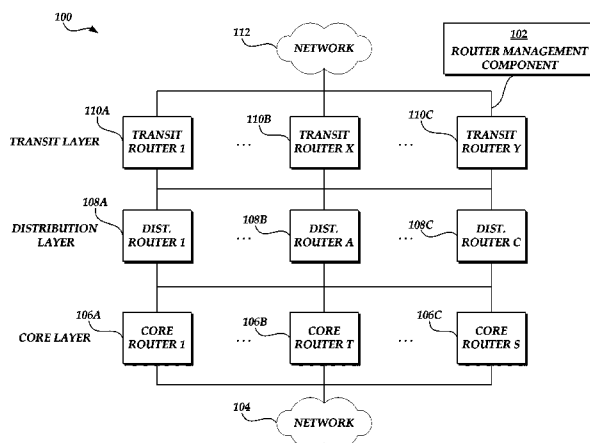 100
112
NETWORK
102
ROUTER MANAGEMENT
COMPONENT
110A
110B
110C
TRANSIT LAYER
TRANSIT
ROUTER 1
...
TRANSIT
ROUTER X
...
TRANSIT
ROUTER Y
108A
108B
108C
DISTRIBUTION
LAYER
DIST.
ROUTER 1
...
DIST.
ROUTER A
...
DIST.
ROUTER C
106A
106B
106C
CORE LAYER
CORE
ROUTER 1
...
CORE
ROUTER T
...
CORE
ROUTER S
104
NETWORK